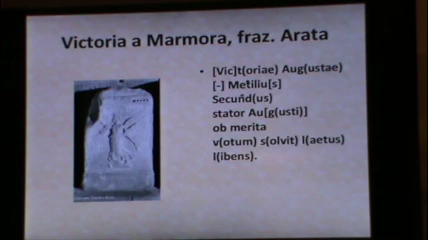 Victoria a Marmora, fraz. Arata
• [Vic]t(oriae) Aug(ustae)
[-] Metiliu[s]
Secund(us)
stator Au[g(usti)]
ob merita
v(otum) s(olvit) l(aetus)
l(ibens).